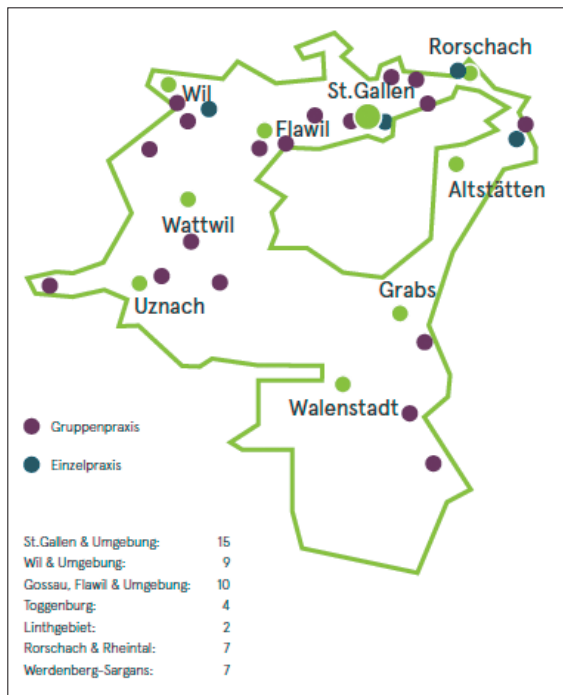 Rorschach
St.Gallen
Wil
Flawil
Altstätten
Wattwil
Grabs
Uznach
Walenstadt
Gruppenpraxis
Einzelpraxis
St.Gallen & Umgebung: 15
Wil & Umgebung: 9
Gossau, Flawil & Umgebung: 10
Toggenburg: 4
Linthgebiet: 2
Rorschach & Rheintal: 7
Werdenberg-Sargans: 7